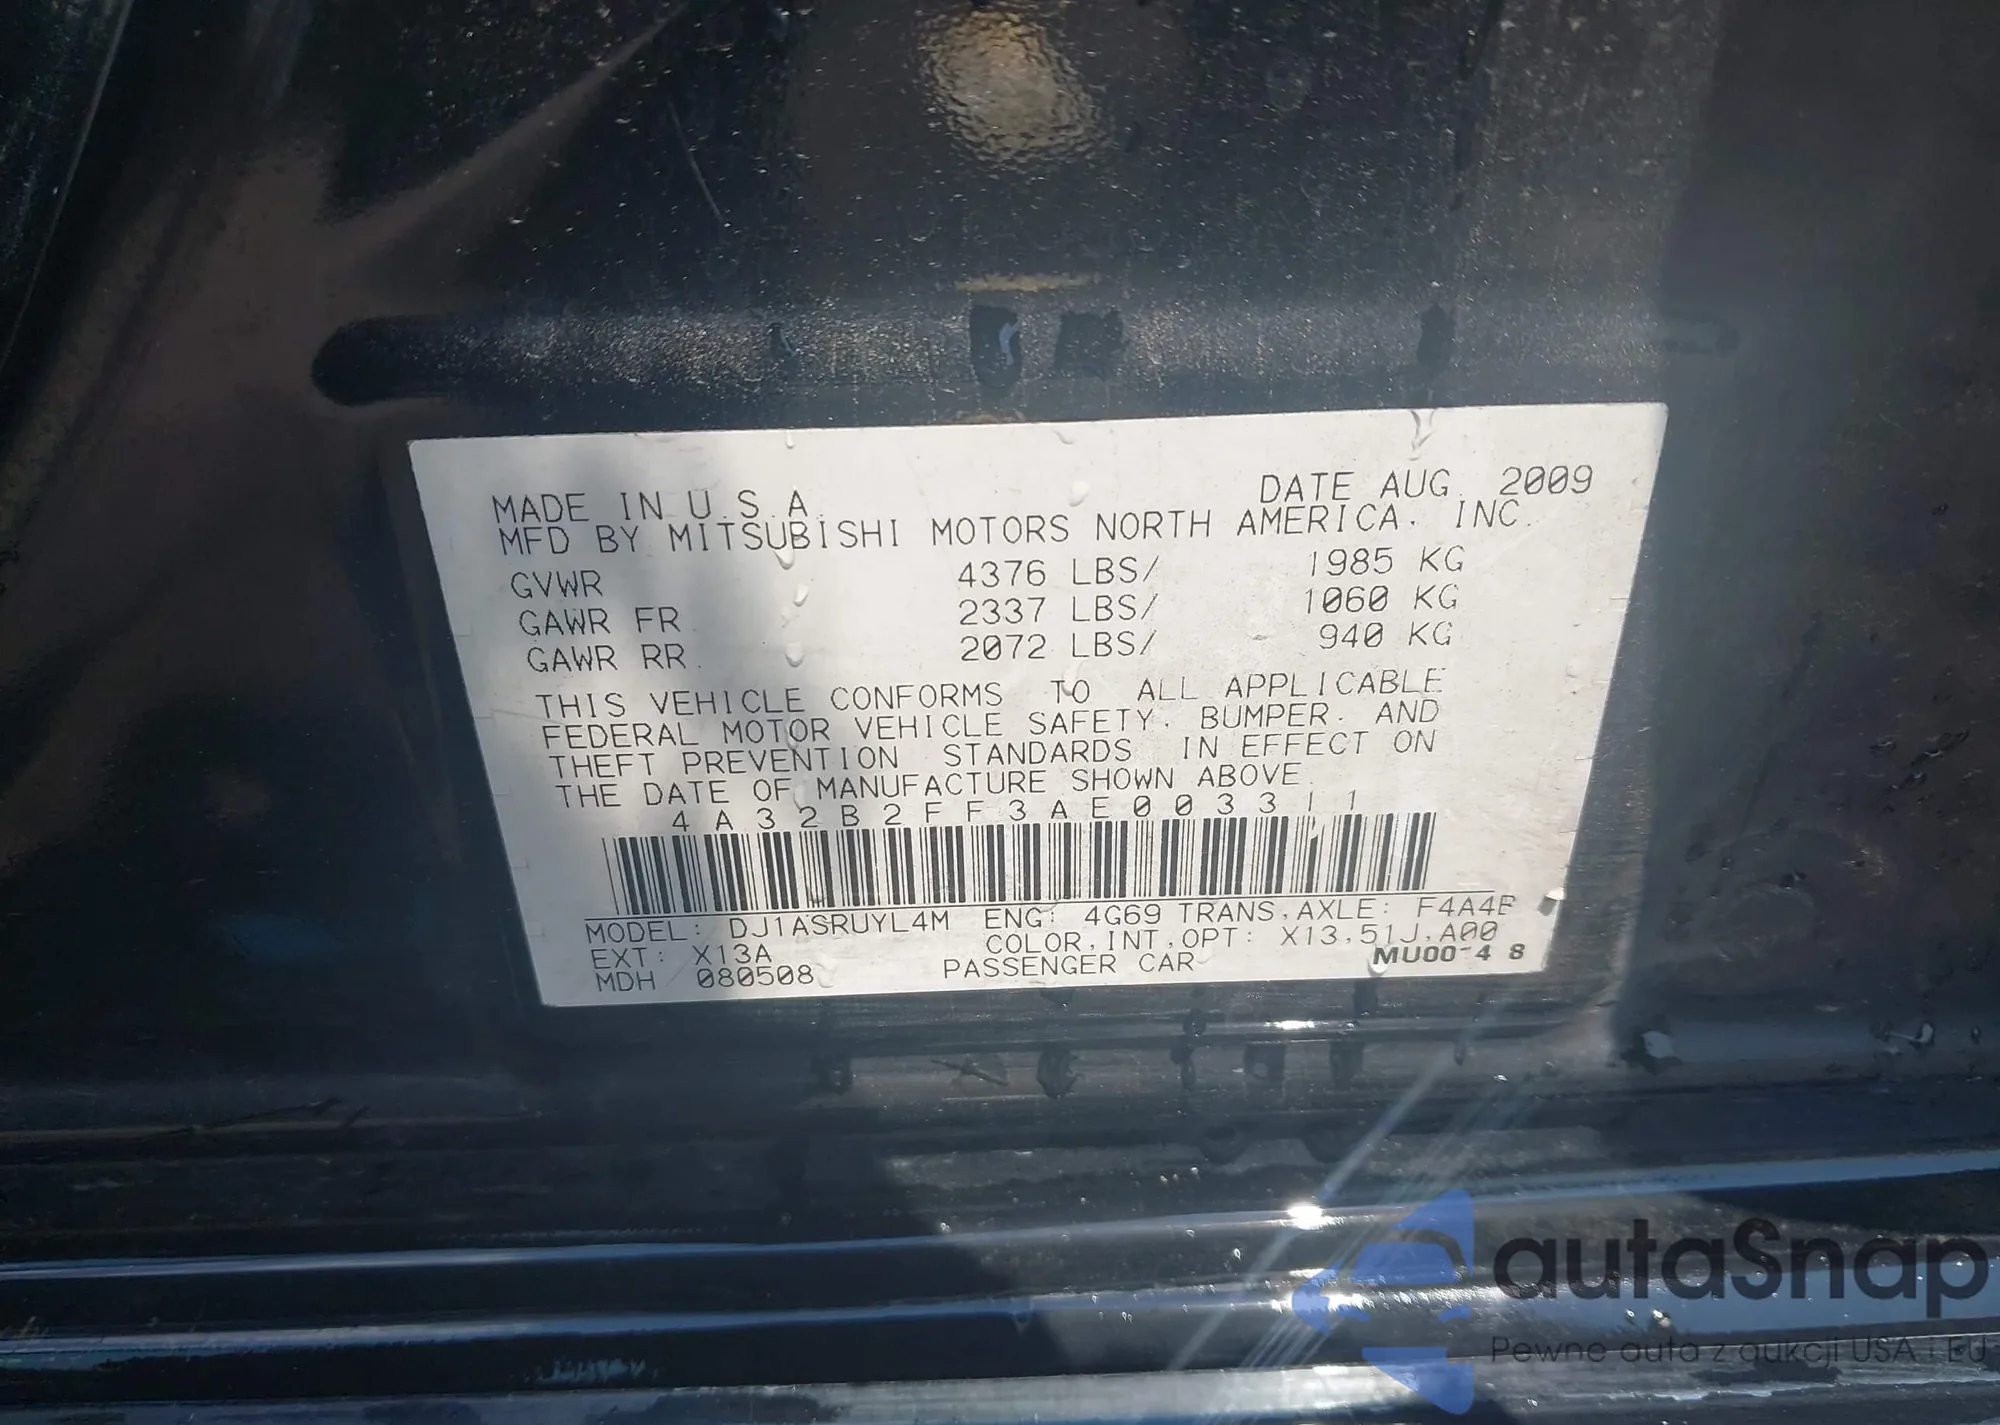 DATE AUG. 2009
MADE IN U.S.A.
MFD BY MITSUBISHI MOTORS NORTH AMERICA, INC.
GVWR 4376 LBS/ 1985 KG
GAWR FR 2337 LBS/ 1060 KG
GAWR RR 2072 LBS/ 940 KG
THIS VEHICLE CONFORMS TO ALL APPLICABLE
FEDERAL MOTOR VEHICLE SAFETY, BUMPER, AND
THEFT PREVENTION STANDARDS IN EFFECT ON
THE DATE OF MANUFACTURE SHOWN ABOVE.
4A32B2FF3AE003311
MODEL: DJ1ASRUYL4M ENG: 4G69 TRANS,AXLE:
EXT: X13A COLOR,INT,OPT: X13,51J,A00
MDH 080508 PASSENGER CAR
autaSnap
Pewne auta z aukcji USA i EU